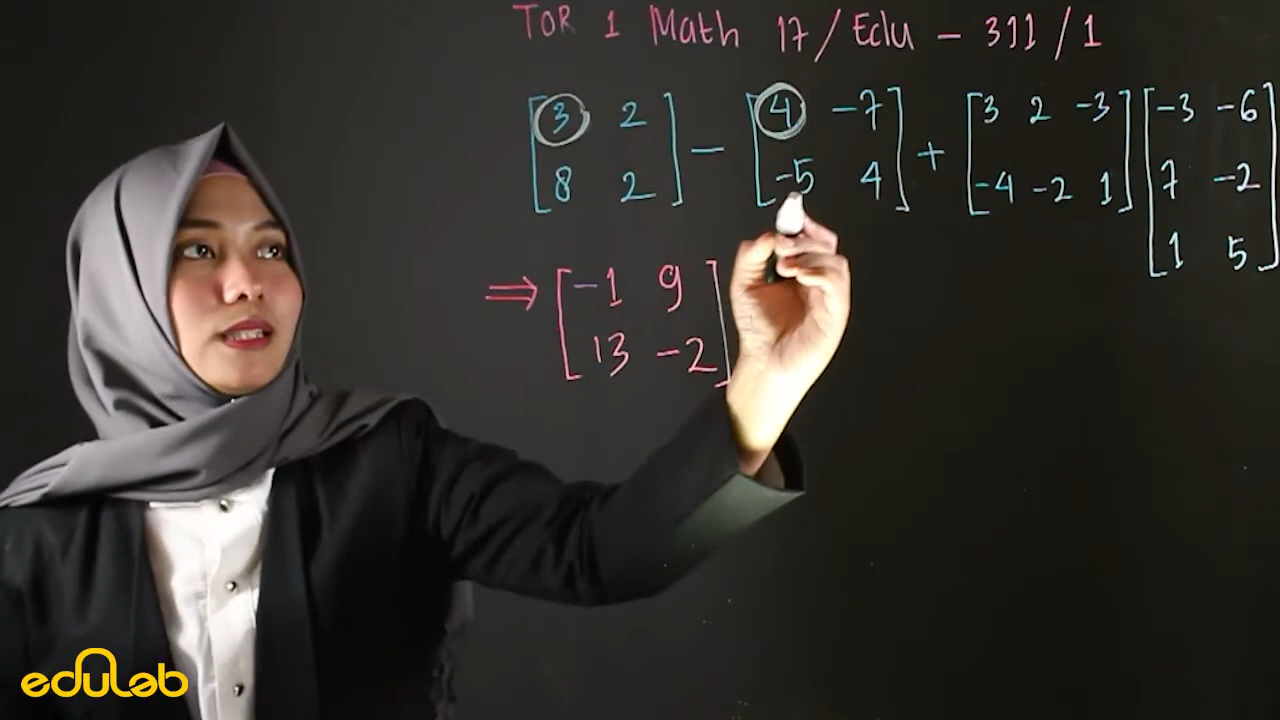 TOR 1 Math 17 / Edu - 311 / 1
[3 2] - [4 -7] + [3 2 -3] [-3 -6]
[8 2] [-5 4] [-4 -2 1] [7 -2]
[1 5]
⇒ [-1 9]
[13 -2]
edulab